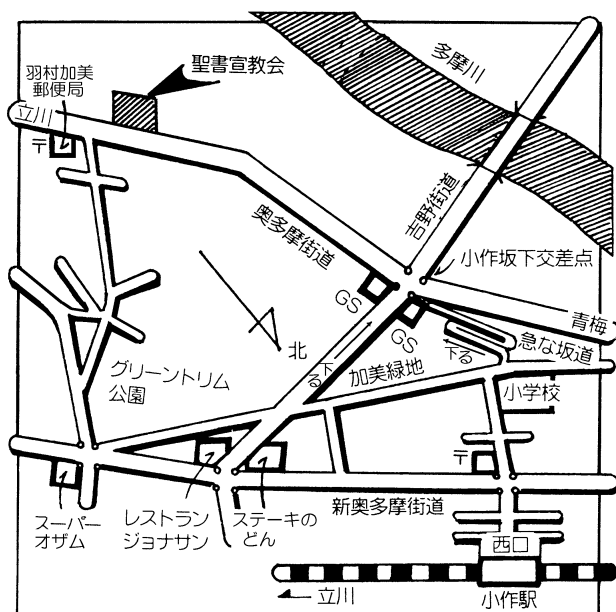 多摩川
聖書宣教会
羽村加美
郵便局
立川
〒
吉野街道
奥多摩街道
小作坂下交差点
GS
GS
青梅
急な坂道
北
下る
下る
加美緑地
グリーントリム
公園
小学校
〒
スーパー
オザム
レストラン
ジョナサン
ステーキの
どん
新奥多摩街道
西口
立川
小作駅